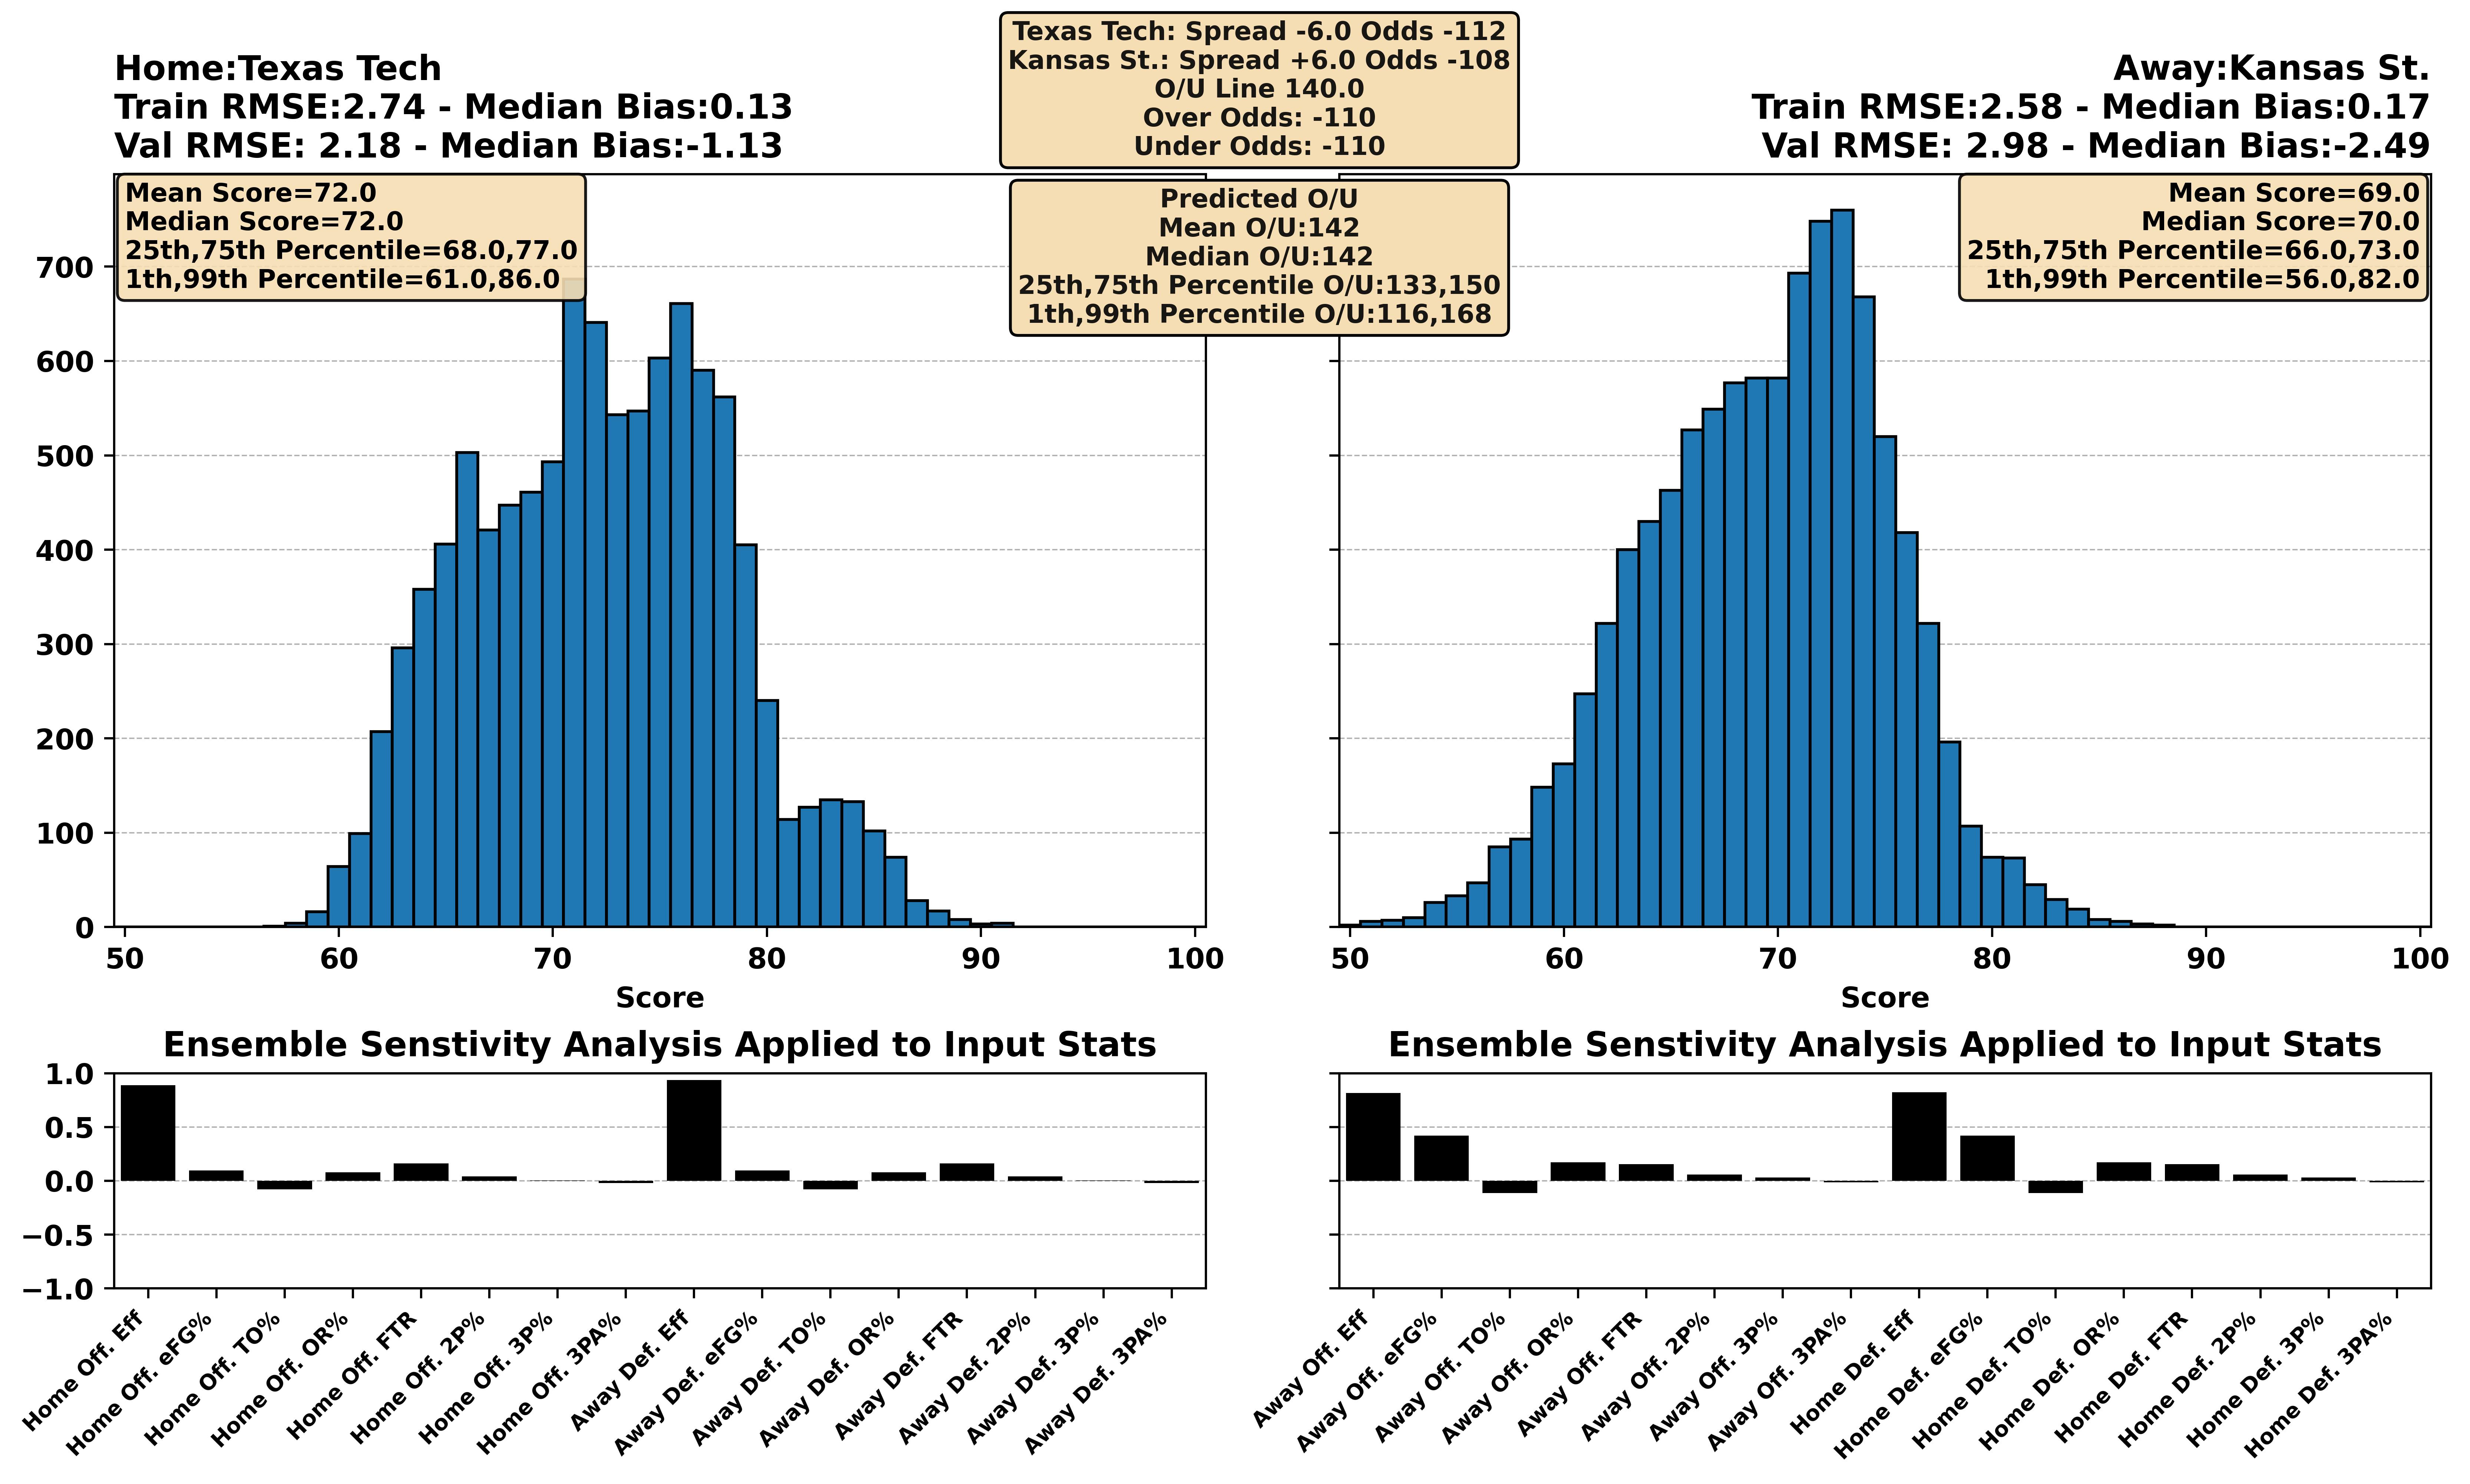 Texas Tech: Spread -6.0 Odds -112
Kansas St.: Spread +6.0 Odds -108
O/U Line 140.0
Over Odds: -110
Under Odds: -110
Home:Texas Tech
Train RMSE:2.74 - Median Bias:0.13
Val RMSE: 2.18 - Median Bias:-1.13
Away:Kansas St.
Train RMSE:2.58 - Median Bias:0.17
Val RMSE: 2.98 - Median Bias:-2.49
Mean Score=72.0
Median Score=72.0
25th,75th Percentile=68.0,77.0
1th,99th Percentile=61.0,86.0
Predicted O/U
Mean O/U:142
Median O/U:142
25th,75th Percentile O/U:133,150
1th,99th Percentile O/U:116,168
Mean Score=69.0
Median Score=70.0
25th,75th Percentile=66.0,73.0
1th,99th Percentile=56.0,82.0
700
600
500
400
300
200
100
0
50 60 70 80 90 100
Score
50 60 70 80 90 100
Score
Ensemble Senstivity Analysis Applied to Input Stats
Ensemble Senstivity Analysis Applied to Input Stats
1.0
0.5
0.0
−0.5
−1.0
Home Off. Eff
Home Off. eFG%
Home Off. TO%
Home Off. OR%
Home Off. FTR
Home Off. 2P%
Home Off. 3P%
Home Off. 3PA%
Away Def. Eff
Away Def. eFG%
Away Def. TO%
Away Def. OR%
Away Def. FTR
Away Def. 2P%
Away Def. 3P%
Away Def. 3PA%
Away Off. Eff
Away Off. eFG%
Away Off. TO%
Away Off. OR%
Away Off. FTR
Away Off. 2P%
Away Off. 3P%
Away Off. 3PA%
Home Def. Eff
Home Def. eFG%
Home Def. TO%
Home Def. OR%
Home Def. FTR
Home Def. 2P%
Home Def. 3P%
Home Def. 3PA%